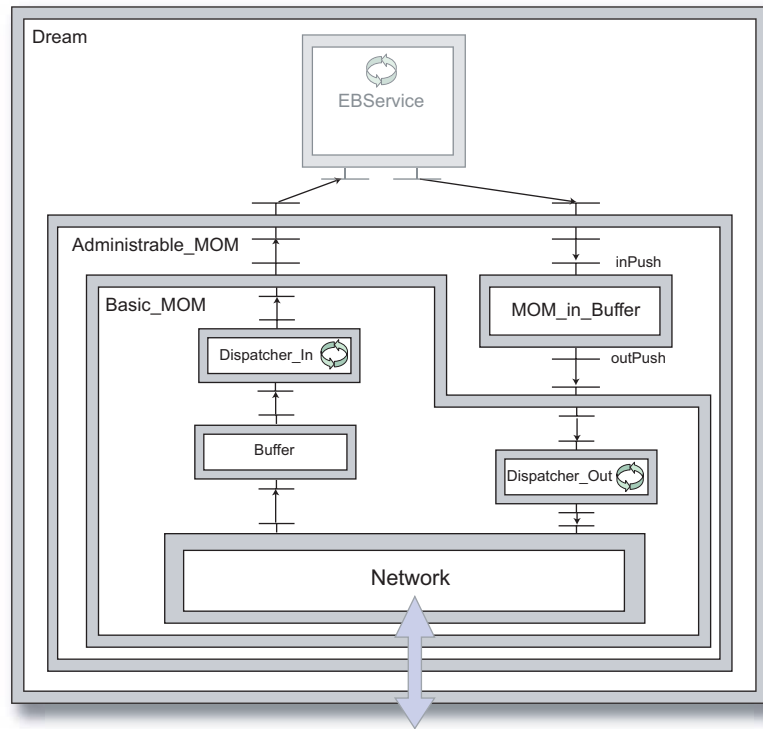 Dream
EBService
Administrable_MOM
inPush
Basic_MOM
MOM_in_Buffer
Dispatcher_In
outPush
Buffer
Dispatcher_Out
Network